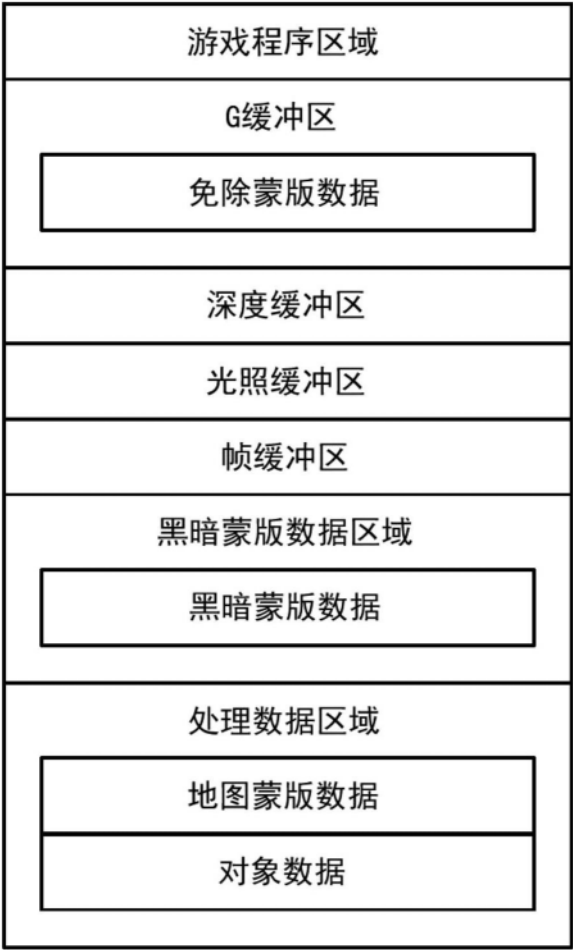 游戏程序区域
G缓冲区
免除蒙版数据
深度缓冲区
光照缓冲区
帧缓冲区
黑暗蒙版数据区域
黑暗蒙版数据
处理数据区域
地图蒙版数据
对象数据